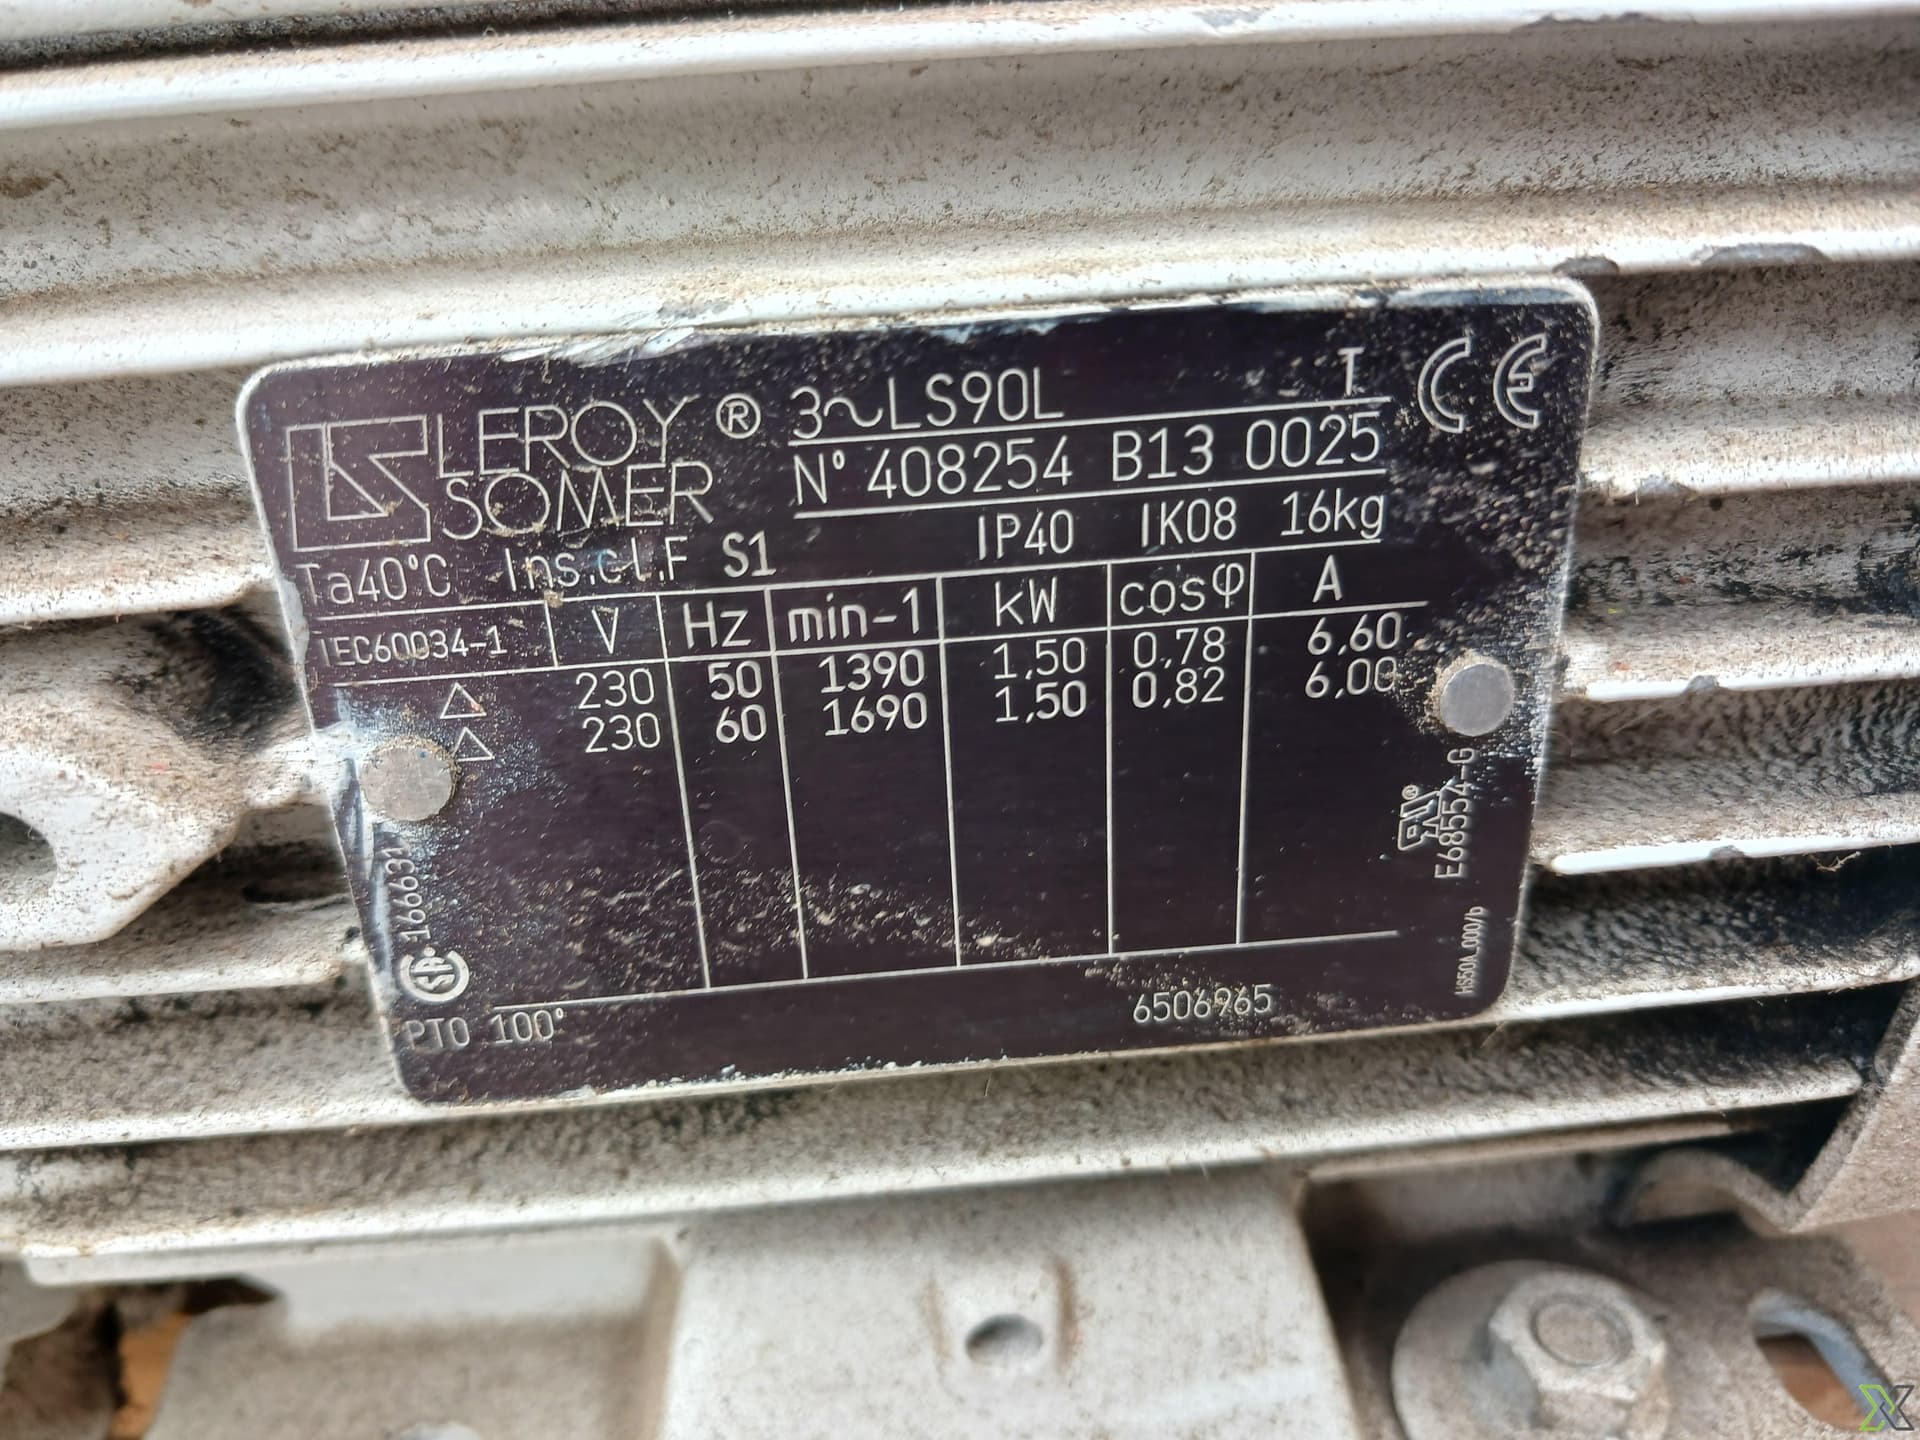 LEROY® 3~LS90L T CE
SOMER N° 408254 B13 0025
Ta40°C Ins.cl.F S1 IP40 IK08 16kg
IEC60034-1 V Hz min-1 kW cosφ A
△ 230 50 1390 1,50 0,78 6,60
△ 230 60 1690 1,50 0,82 6,00
166631
E68554-G
PTO 100° 6506965